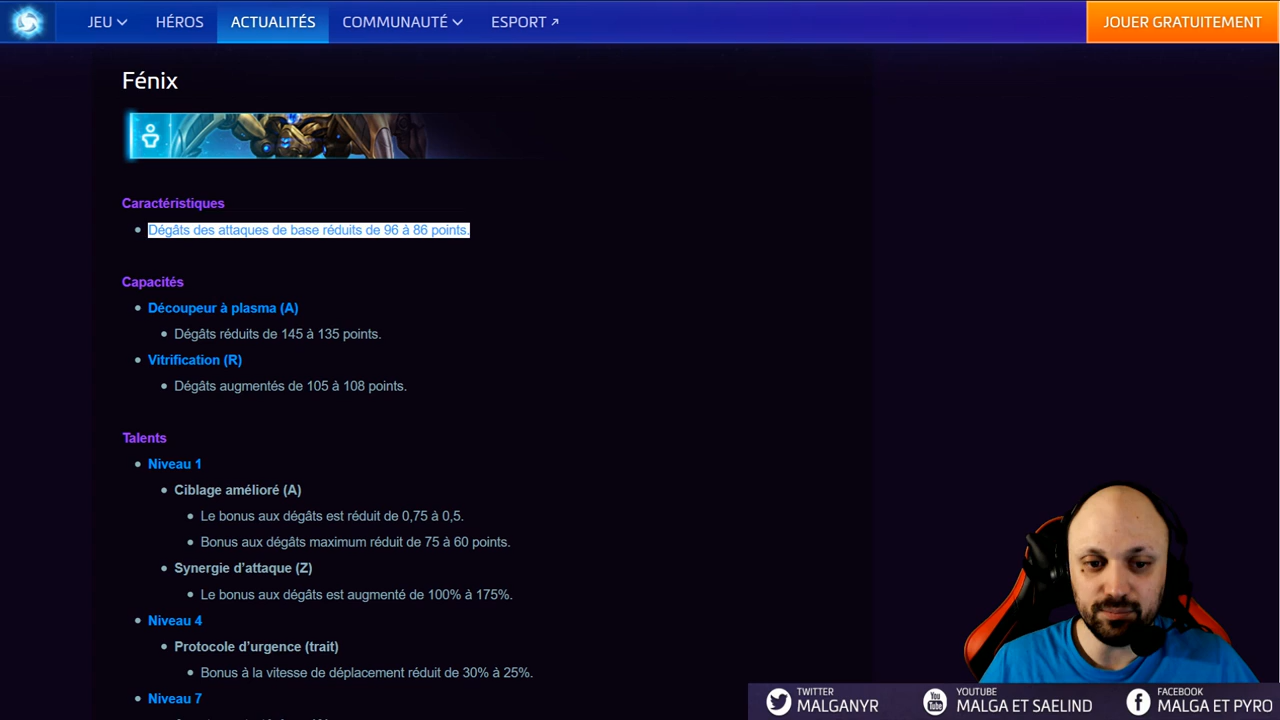 JEU
HÉROS
ACTUALITÉS
COMMUNAUTÉ
ESPORT
JOUER GRATUITEMENT
Fénix
Caractéristiques
Dégâts des attaques de base réduits de 96 à 86 points.
Capacités
Découpeur à plasma (A)
Dégâts réduits de 145 à 135 points.
Vitrification (R)
Dégâts augmentés de 105 à 108 points.
Talents
Niveau 1
Ciblage amélioré (A)
Le bonus aux dégâts est réduit de 0,75 à 0,5.
Bonus aux dégâts maximum réduit de 75 à 60 points.
Synergie d’attaque (Z)
Le bonus aux dégâts est augmenté de 100% à 175%.
Niveau 4
Protocole d’urgence (trait)
Bonus à la vitesse de déplacement réduit de 30% à 25%.
Niveau 7
TWITTER
MALGANYR
You Tube
YOUTUBE
MALGA ET SAELIND
FACEBOOK
MALGA ET PYRO